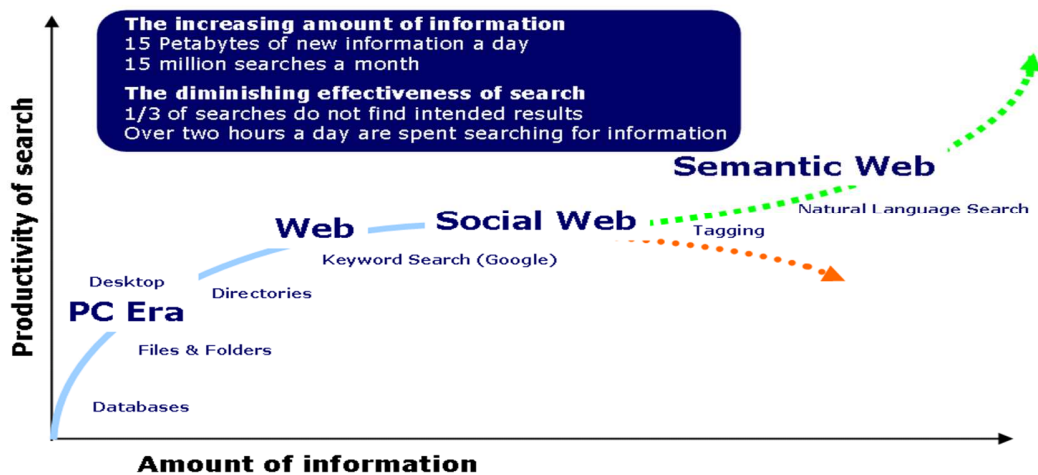 The increasing amount of information
15 Petabytes of new information a day
15 million searches a month
The diminishing effectiveness of search
1/3 of searches do not find intended results
Over two hours a day are spent searching for information
Productivity of search
Semantic Web
Natural Language Search
Social Web
Tagging
Web
Keyword Search (Google)
Desktop
Directories
PC Era
Files & Folders
Databases
Amount of information